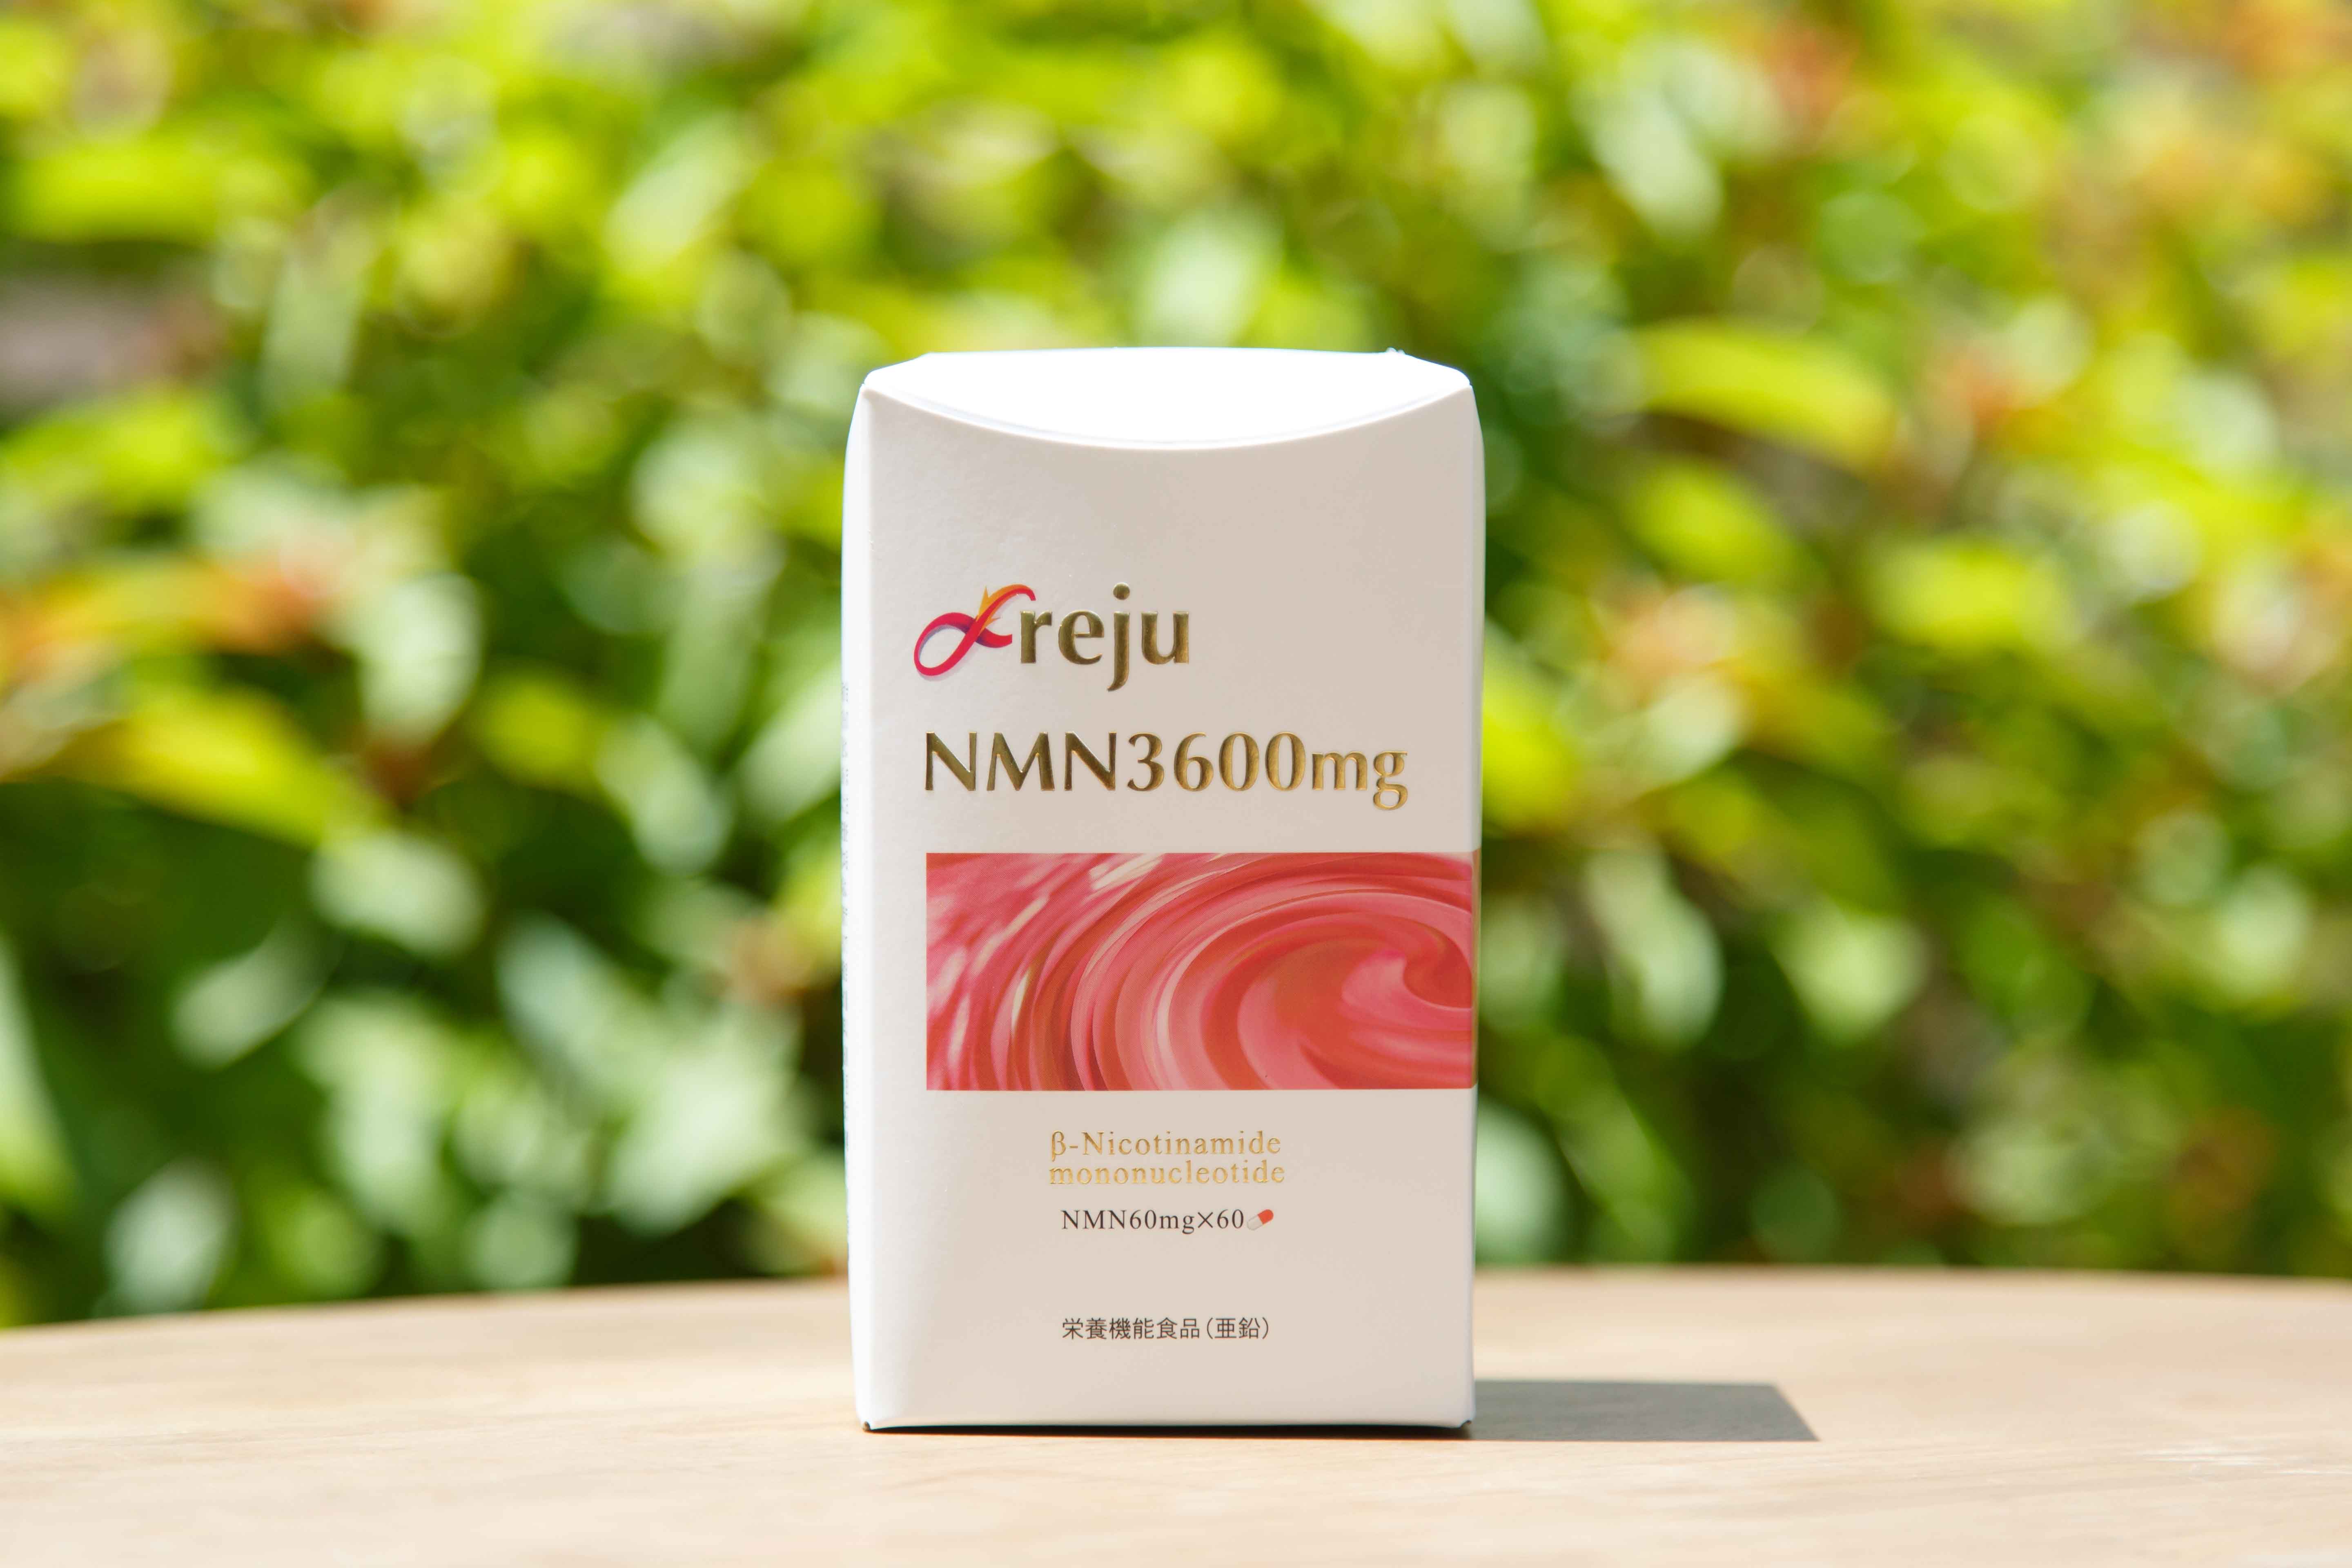 reju
NMN3600mg
β-Nicotinamide
mononucleotide
NMN60mg×60
栄養機能食品(亜鉛)